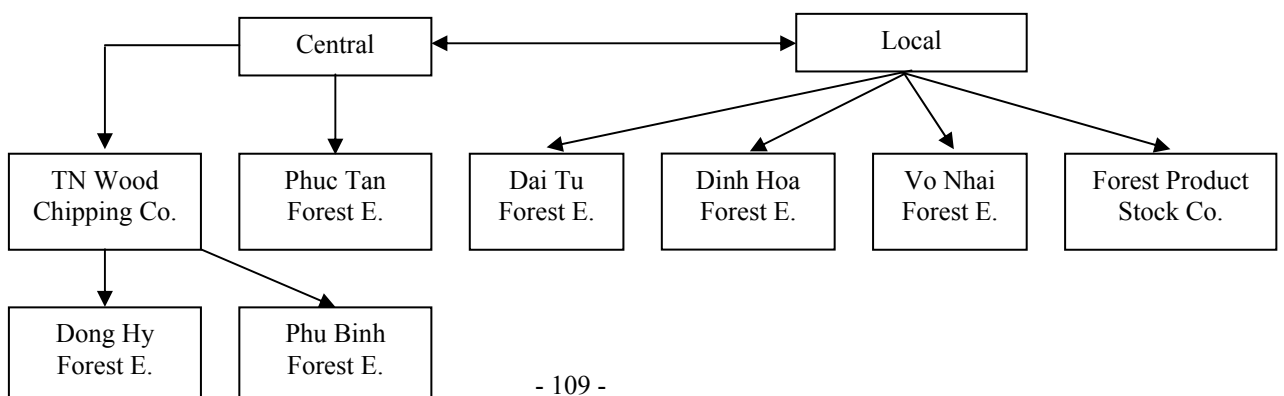 Central
Local
TN Wood
Chipping Co.
Phuc Tan
Forest E.
Dai Tu
Forest E.
Dinh Hoa
Forest E.
Vo Nhai
Forest E.
Forest Product
Stock Co.
Dong Hy
Forest E.
Phu Binh
Forest E.
- 109 -